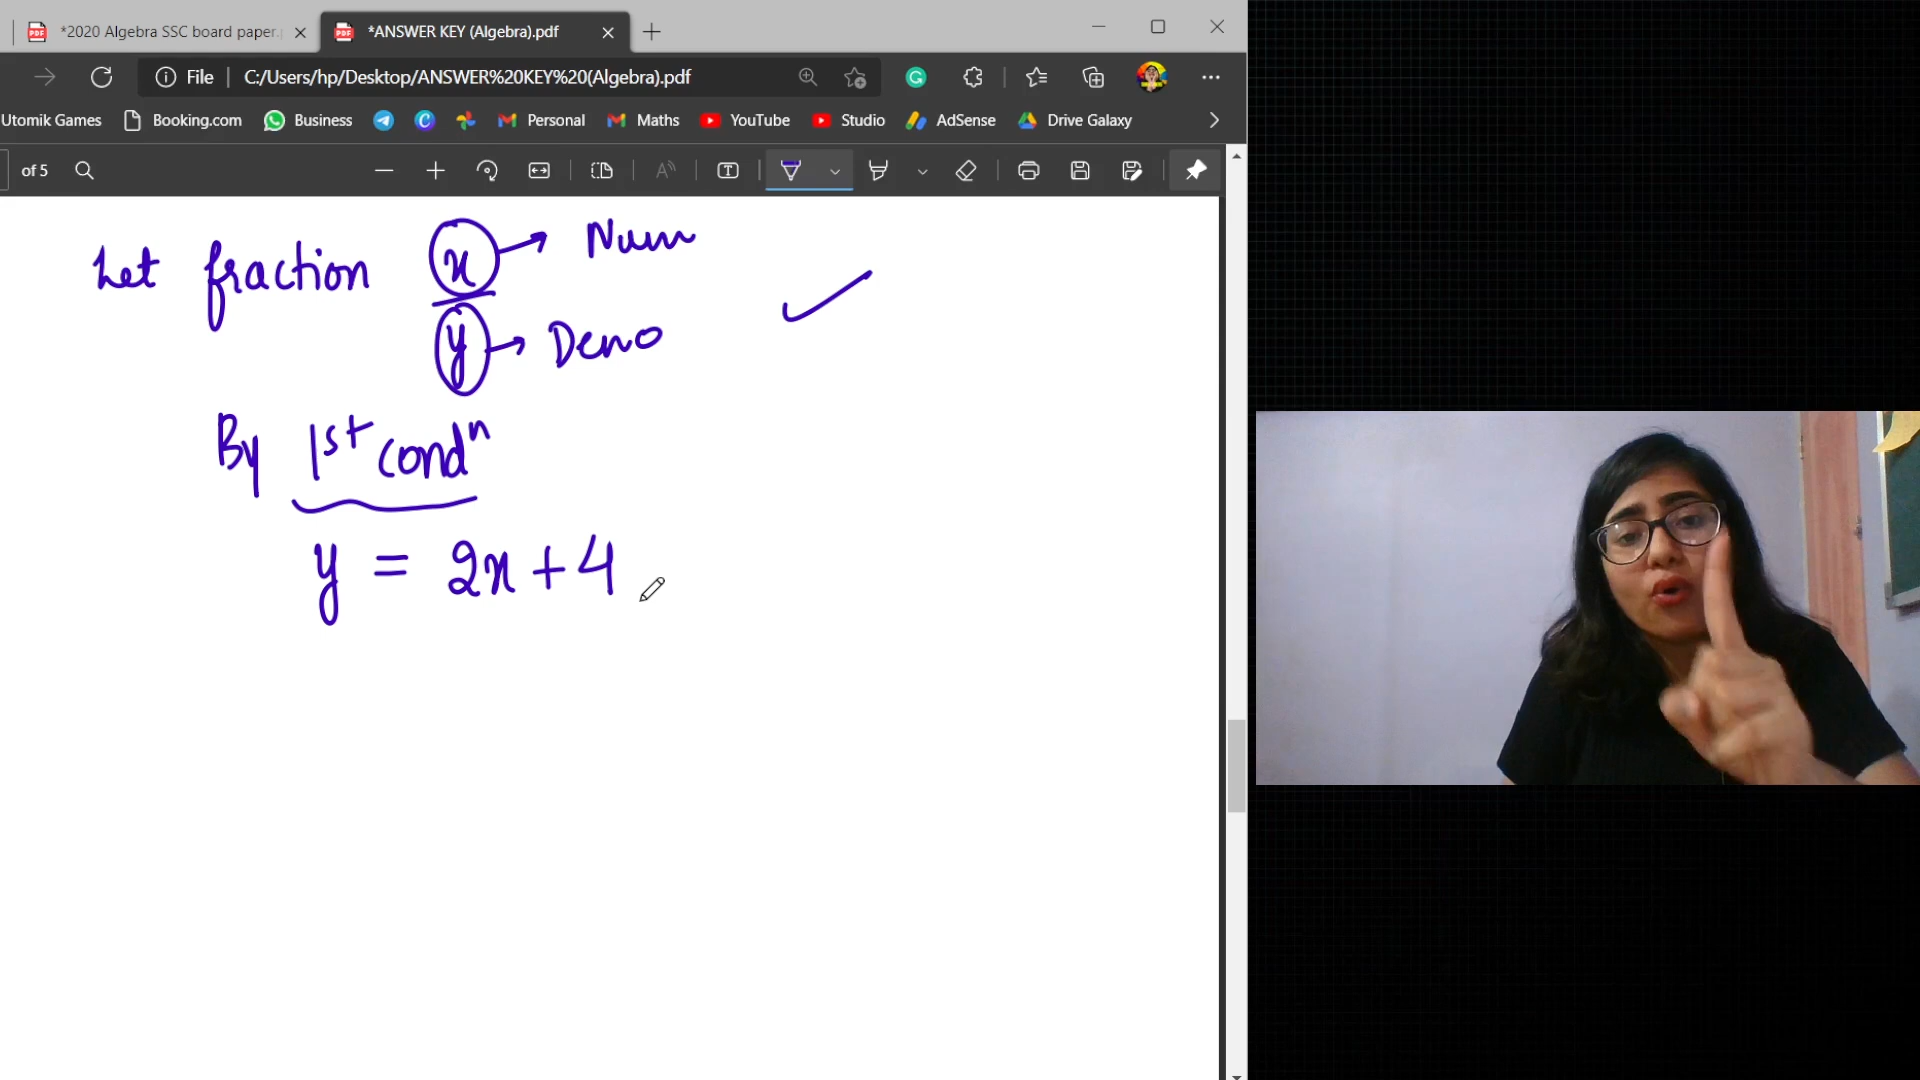 *2020 Algebra SSC board paper.p
*ANSWER KEY (Algebra).pdf
File
C:/Users/hp/Desktop/ANSWER%20KEY%20(Algebra).pdf
Utomik Games
Booking.com
Business
Personal
Maths
YouTube
Studio
AdSense
Drive Galaxy
of 5
Let fraction x → Num
y → Deno
By 1st condn
y = 2x + 4